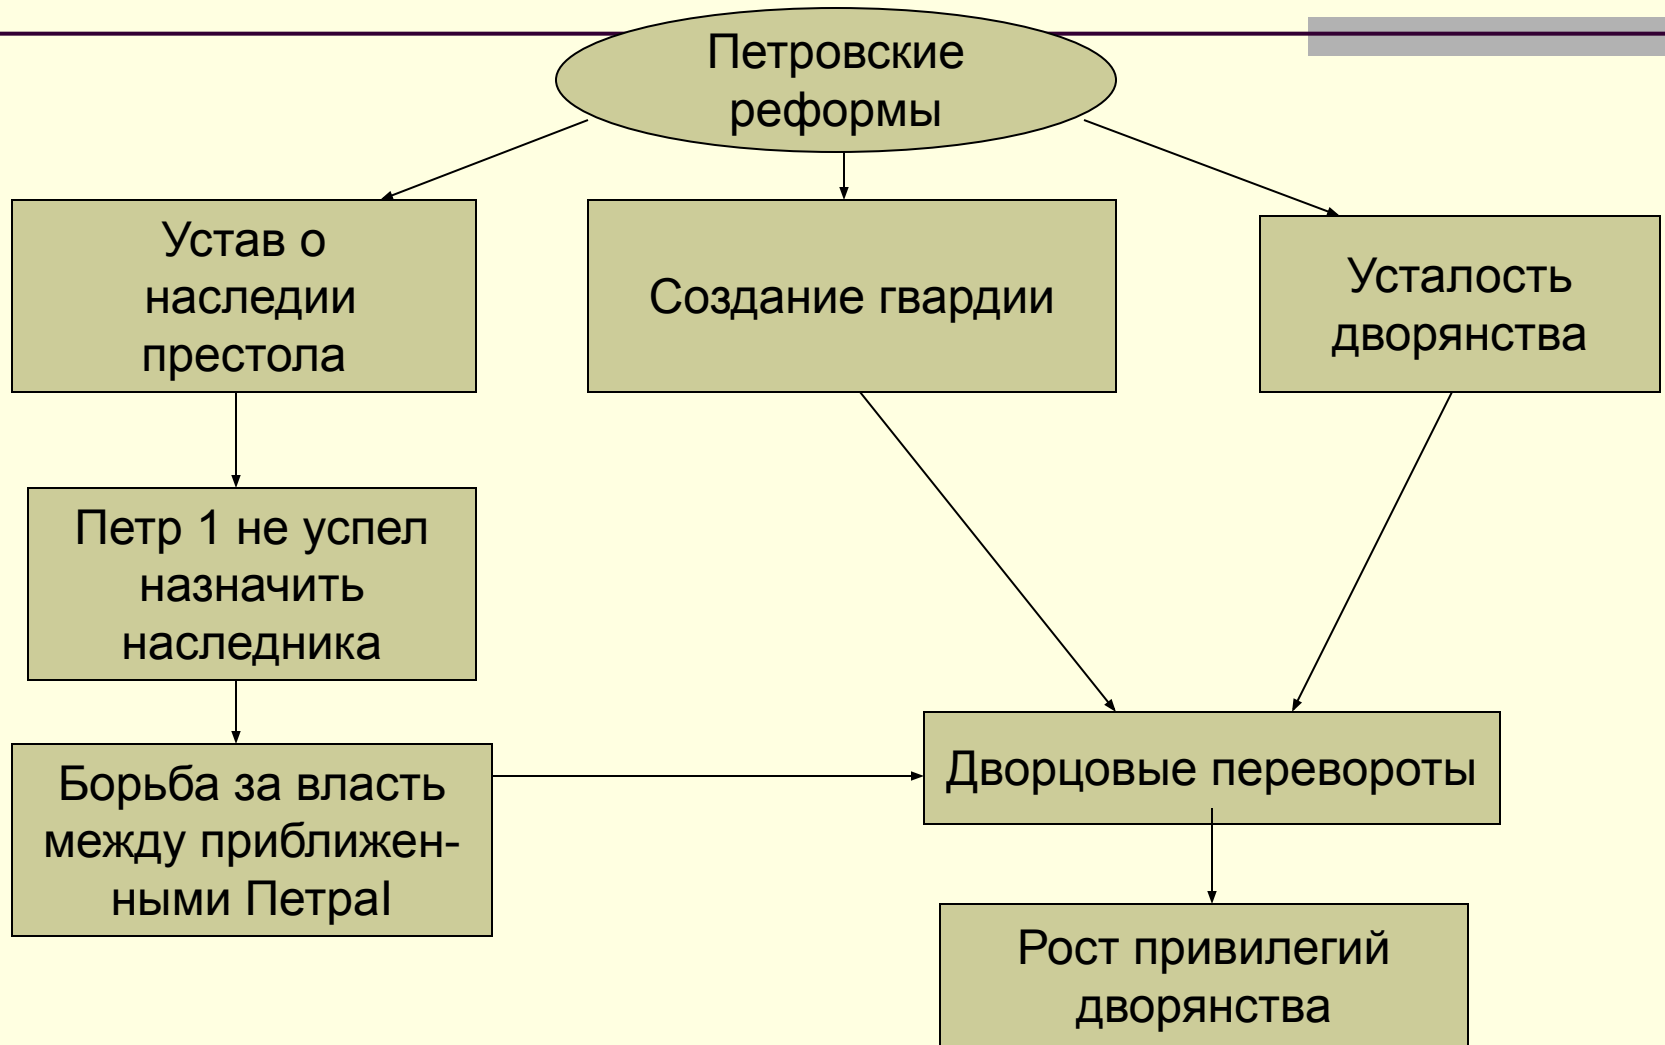 Петровские
реформы
Устав о
наследии
престола
Создание гвардии
Усталость
дворянства
Петр 1 не успел
назначить
наследника
Борьба за власть
между приближен-
ными ПетраI
Дворцовые перевороты
Рост привилегий
дворянства